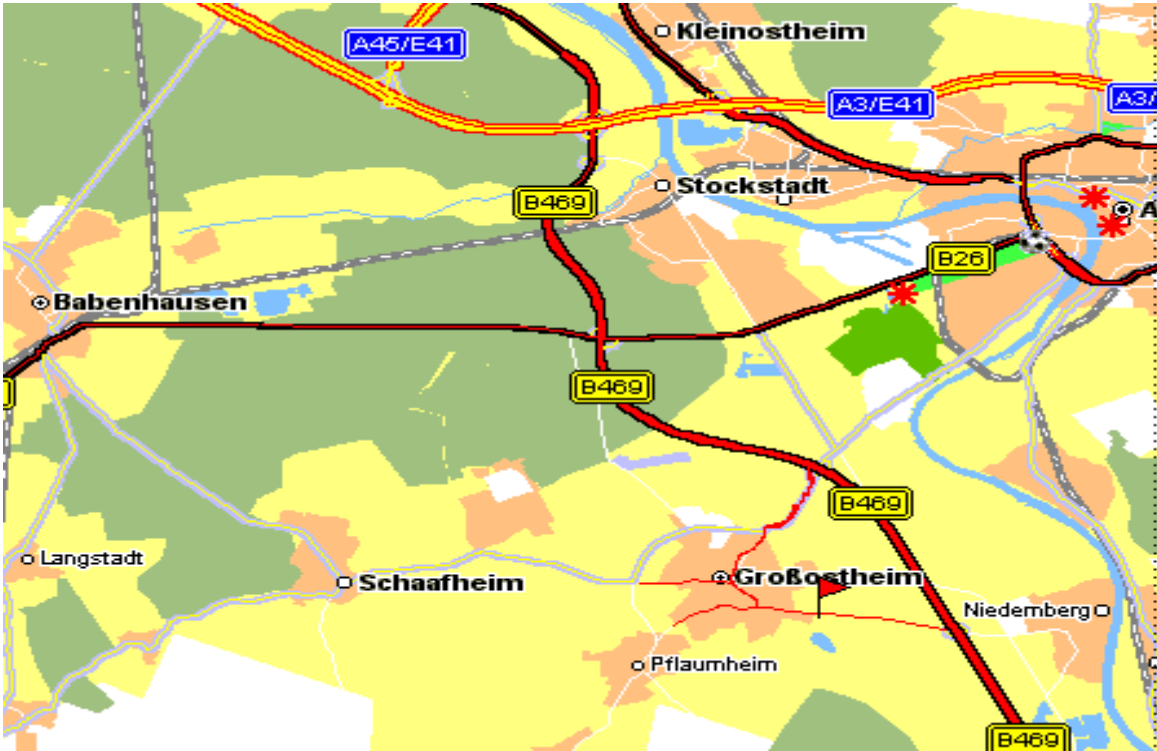 Kleinostheim
A45/E41
A3/E41
A3/
Stockstadt
B469
A
B26
Babenhausen
B469
B469
Langstadt
Schaafheim
Großostheim
Niedernberg
Pflaumheim
B469